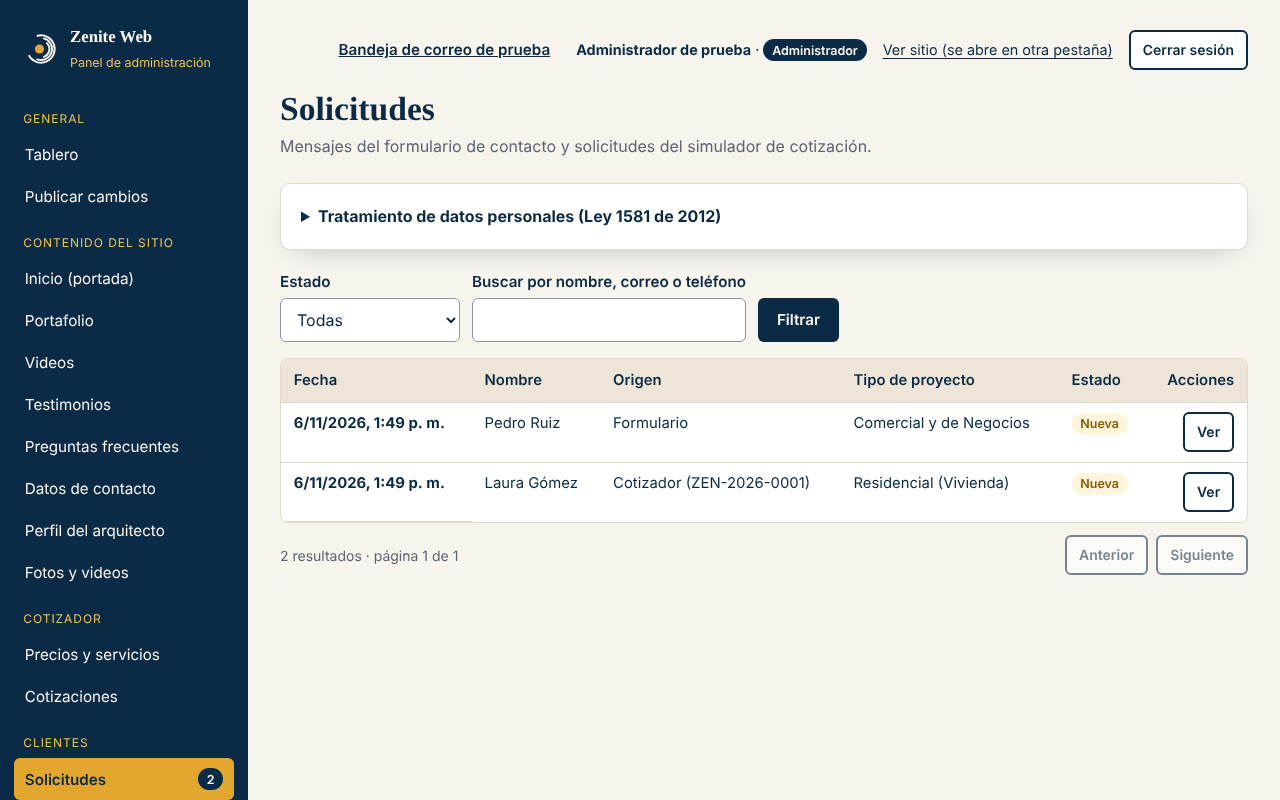 Zenite Web
Panel de administración
GENERAL
Tablero
Publicar cambios
CONTENIDO DEL SITIO
Inicio (portada)
Portafolio
Videos
Testimonios
Preguntas frecuentes
Datos de contacto
Perfil del arquitecto
Fotos y videos
COTIZADOR
Precios y servicios
Cotizaciones
CLIENTES
Solicitudes 2
Bandeja de correo de prueba Administrador de prueba · Administrador Ver sitio (se abre en otra pestaña) Cerrar sesión
Solicitudes
Mensajes del formulario de contacto y solicitudes del simulador de cotización.
Tratamiento de datos personales (Ley 1581 de 2012)
Estado Buscar por nombre, correo o teléfono
Todas Filtrar
Fecha Nombre Origen Tipo de proyecto Estado Acciones
6/11/2026, 1:49 p. m. Pedro Ruiz Formulario Comercial y de Negocios Nueva Ver
6/11/2026, 1:49 p. m. Laura Gómez Cotizador (ZEN-2026-0001) Residencial (Vivienda) Nueva Ver
2 resultados · página 1 de 1 Anterior Siguiente